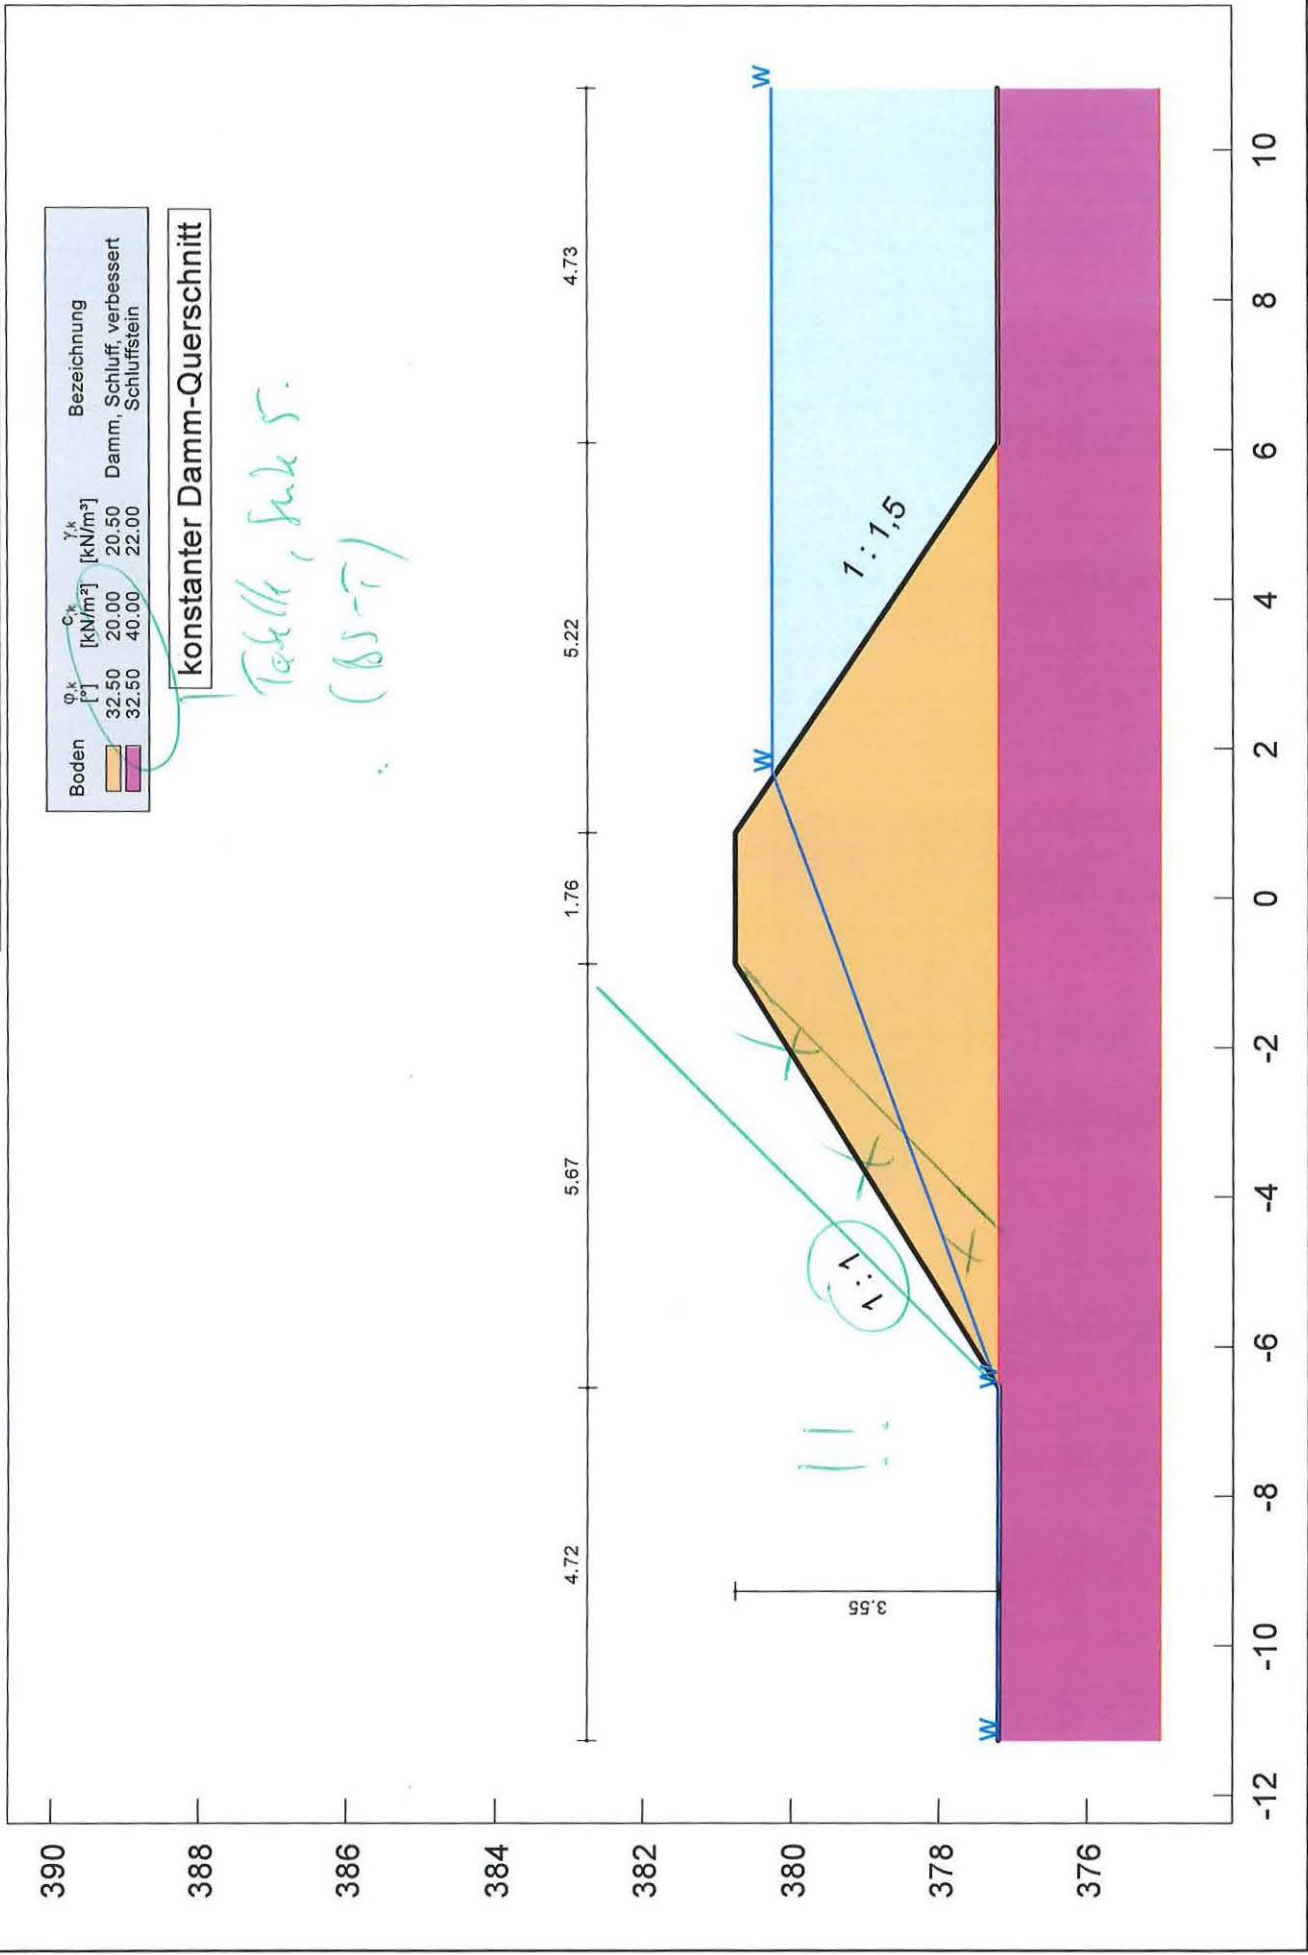 Boden φ,k [°] c,k [kN/m²] γ,k [kN/m³] Bezeichnung
32.50 20.00 20.50 Damm, Schluff, verbessert
32.50 40.00 22.00 Schluffstein
konstanter Damm-Querschnitt
5.
(BS-T)
4.72 5.67 1.76 5.22 4.73
W W
1:1 !!
1 : 1,5
3.55
W W
390
388
386
384
382
380
378
376
-12 -10 -8 -6 -4 -2 0 2 4 6 8 10